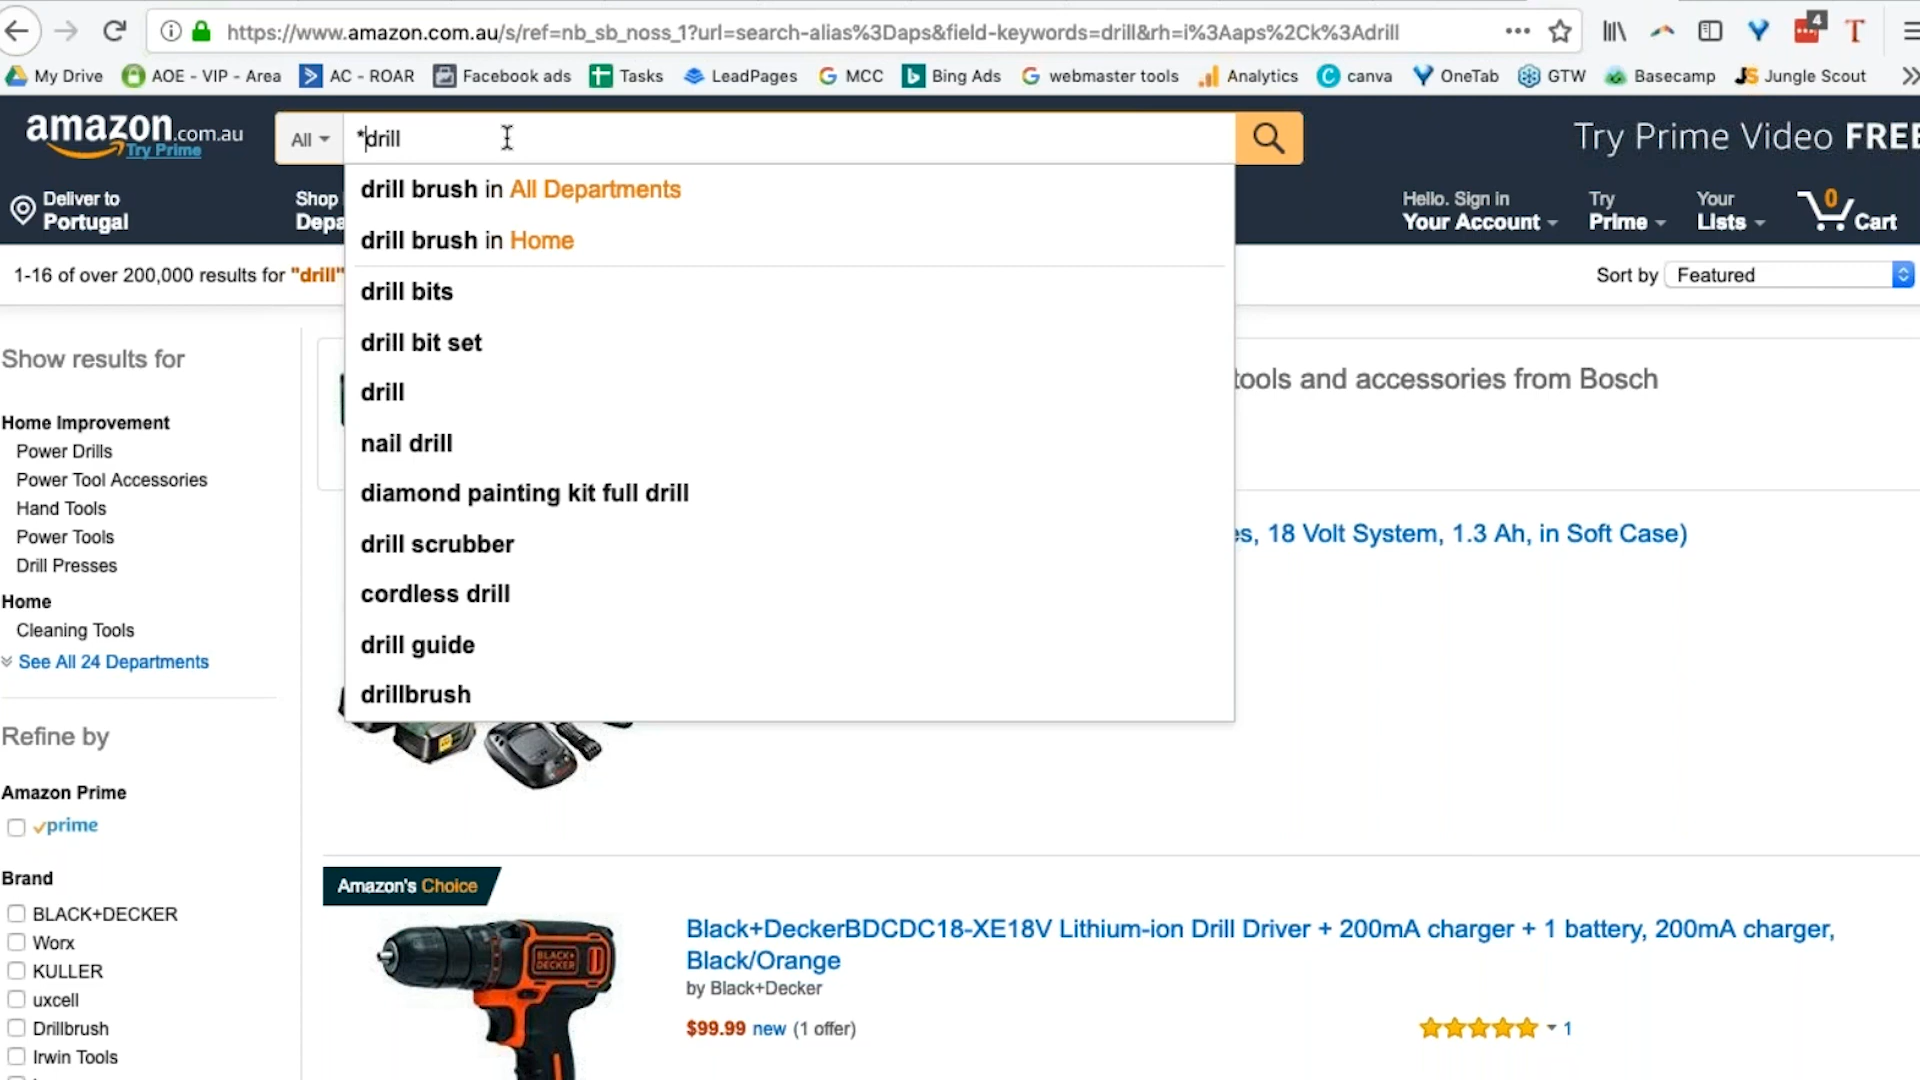 https://www.amazon.com.au/s/ref=nb_sb_noss_1?url=search-alias%3Daps&field-keywords=drill&rh=i%3Aaps%2Ck%3Adrill
4
My Drive AOE - VIP - Area AC - ROAR Facebook ads Tasks LeadPages MCC Bing Ads webmaster tools Analytics canva OneTab GTW Basecamp Jungle Scout
amazon.com.au
Try Prime
All
*drill
Try Prime Video FREE
Deliver to
Portugal
Shop
Depa
Hello. Sign in
Your Account
Try
Prime
Your
Lists
0
Cart
1-16 of over 200,000 results for "drill"
Sort by Featured
drill brush in All Departments
drill brush in Home
drill bits
drill bit set
drill
nail drill
diamond painting kit full drill
drill scrubber
cordless drill
drill guide
drillbrush
Show results for
Home Improvement
Power Drills
Power Tool Accessories
Hand Tools
Power Tools
Drill Presses
Home
Cleaning Tools
See All 24 Departments
Refine by
Amazon Prime
prime
Brand
BLACK+DECKER
Worx
KULLER
uxcell
Drillbrush
Irwin Tools
tools and accessories from Bosch
es, 18 Volt System, 1.3 Ah, in Soft Case)
Amazon's Choice
BLACK+
DECKER
Black+DeckerBDCDC18-XE18V Lithium-ion Drill Driver + 200mA charger + 1 battery, 200mA charger,
Black/Orange
by Black+Decker
$99.99 new (1 offer)
1